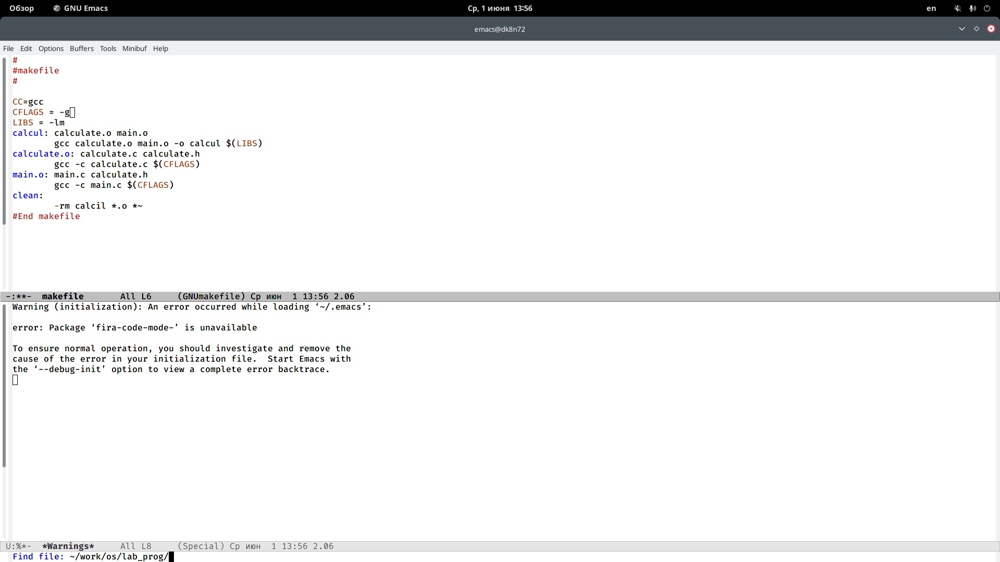 Обзор GNU Emacs Ср, 1 июня 13:56 en
emacs@dk8n72
File Edit Options Buffers Tools Minibuf Help
#
#makefile
#
CC=gcc
CFLAGS = -g
LIBS = -lm
calcul: calculate.o main.o
        gcc calculate.o main.o -o calcul $(LIBS)
calculate.o: calculate.c calculate.h
        gcc -c calculate.c $(CFLAGS)
main.o: main.c calculate.h
        gcc -c main.c $(CFLAGS)
clean:
        -rm calcil *.o *~
#End makefile
-:**-  makefile       All L6     (GNUmakefile) Ср июн  1 13:56 2.06
Warning (initialization): An error occurred while loading ‘~/.emacs’:
error: Package ‘fira-code-mode-’ is unavailable
To ensure normal operation, you should investigate and remove the
cause of the error in your initialization file.  Start Emacs with
the ‘--debug-init’ option to view a complete error backtrace.
U:%*-  *Warnings*     All L8     (Special) Ср июн  1 13:56 2.06
Find file: ~/work/os/lab_prog/